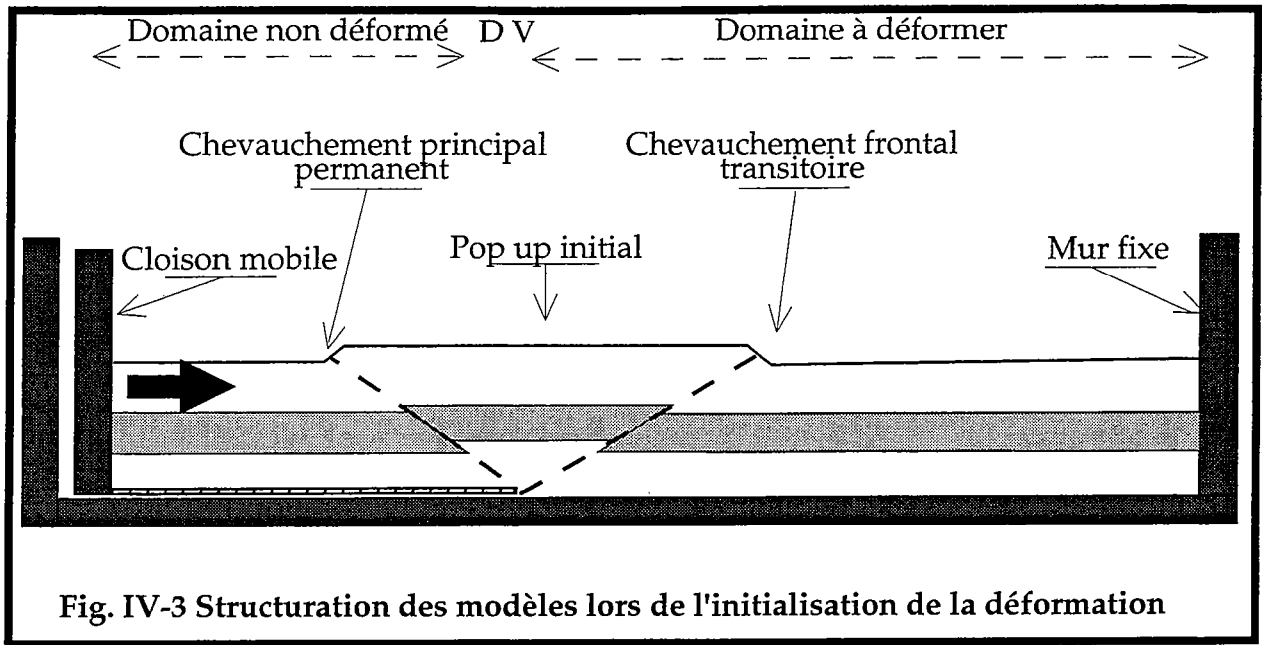 Domaine non déformé D V Domaine à déformer
Chevauchement principal
permanent
Chevauchement frontal
transitoire
Cloison mobile
Pop up initial
Mur fixe
Fig. IV-3 Structuration des modèles lors de l'initialisation de la déformation